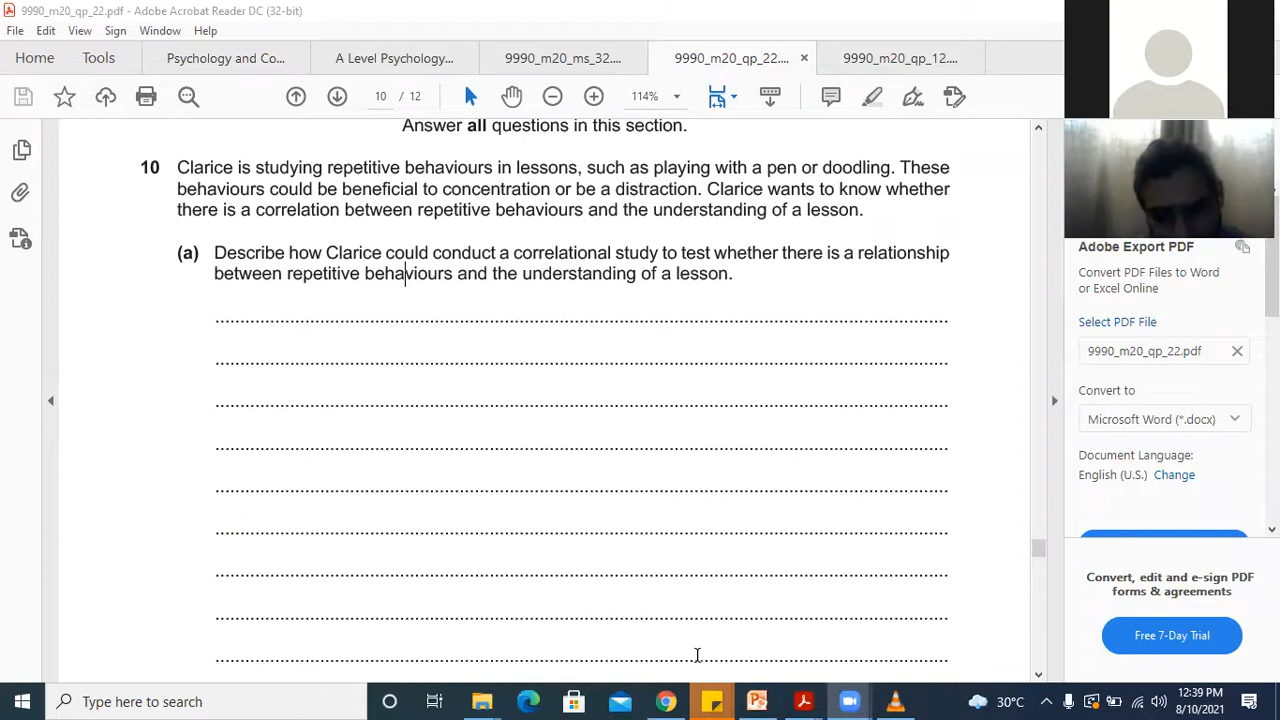 9990_m20_qp_22.pdf - Adobe Acrobat Reader DC (32-bit)
File Edit View Sign Window Help
Home Tools Psychology and Co... A Level Psychology... 9990_m20_ms_32.... 9990_m20_qp_22.... 9990_m20_qp_12....
10 / 12 114%
Answer all questions in this section.
10 Clarice is studying repetitive behaviours in lessons, such as playing with a pen or doodling. These
behaviours could be beneficial to concentration or be a distraction. Clarice wants to know whether
there is a correlation between repetitive behaviours and the understanding of a lesson.
(a) Describe how Clarice could conduct a correlational study to test whether there is a relationship
between repetitive behaviours and the understanding of a lesson.
Adobe Export PDF
Convert PDF Files to Word
or Excel Online
Select PDF File
9990_m20_qp_22.pdf
Convert to
Microsoft Word (*.docx)
Document Language:
English (U.S.) Change
Convert, edit and e-sign PDF
forms & agreements
Free 7-Day Trial
Type here to search
30°C
12:39 PM
8/10/2021